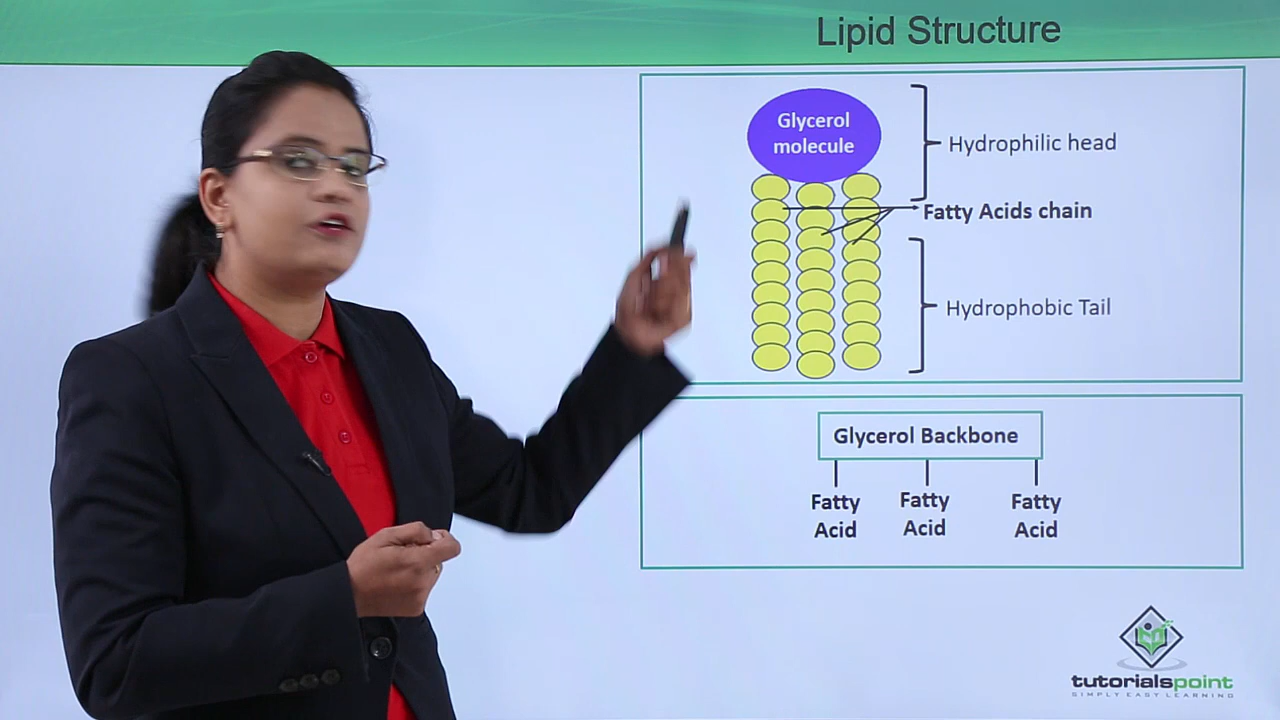 Lipid Structure
Glycerol
molecule
Hydrophilic head
Fatty Acids chain
Hydrophobic Tail
Glycerol Backbone
Fatty
Acid
Fatty
Acid
Fatty
Acid
tutorialspoint
SIMPLY EASY LEARNING